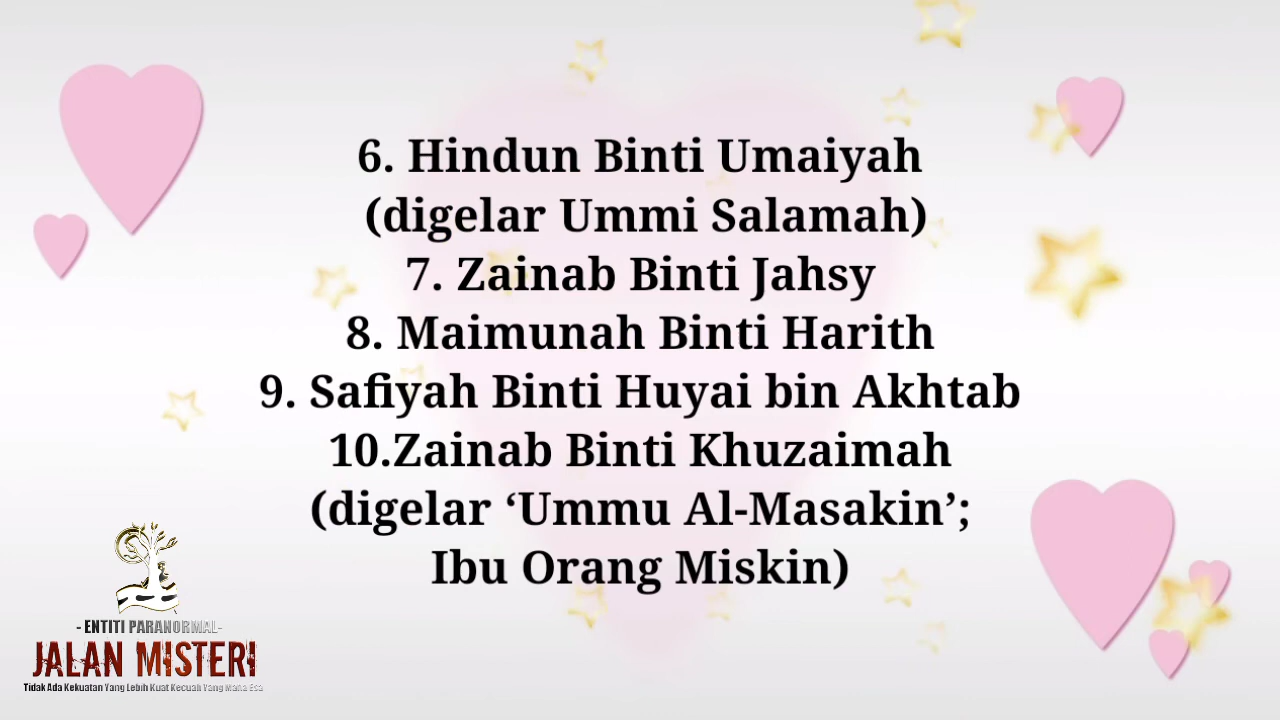 6. Hindun Binti Umaiyah
(digelar Ummi Salamah)
7. Zainab Binti Jahsy
8. Maimunah Binti Harith
9. Safiyah Binti Huyai bin Akhtab
10.Zainab Binti Khuzaimah
(digelar ‘Ummu Al-Masakin’;
Ibu Orang Miskin)
- ENTITI PARANORMAL-
JALAN MISTERI
Tidak Ada Kekuatan Yang Lebih Kuat Kecuali Yang Maha Esa